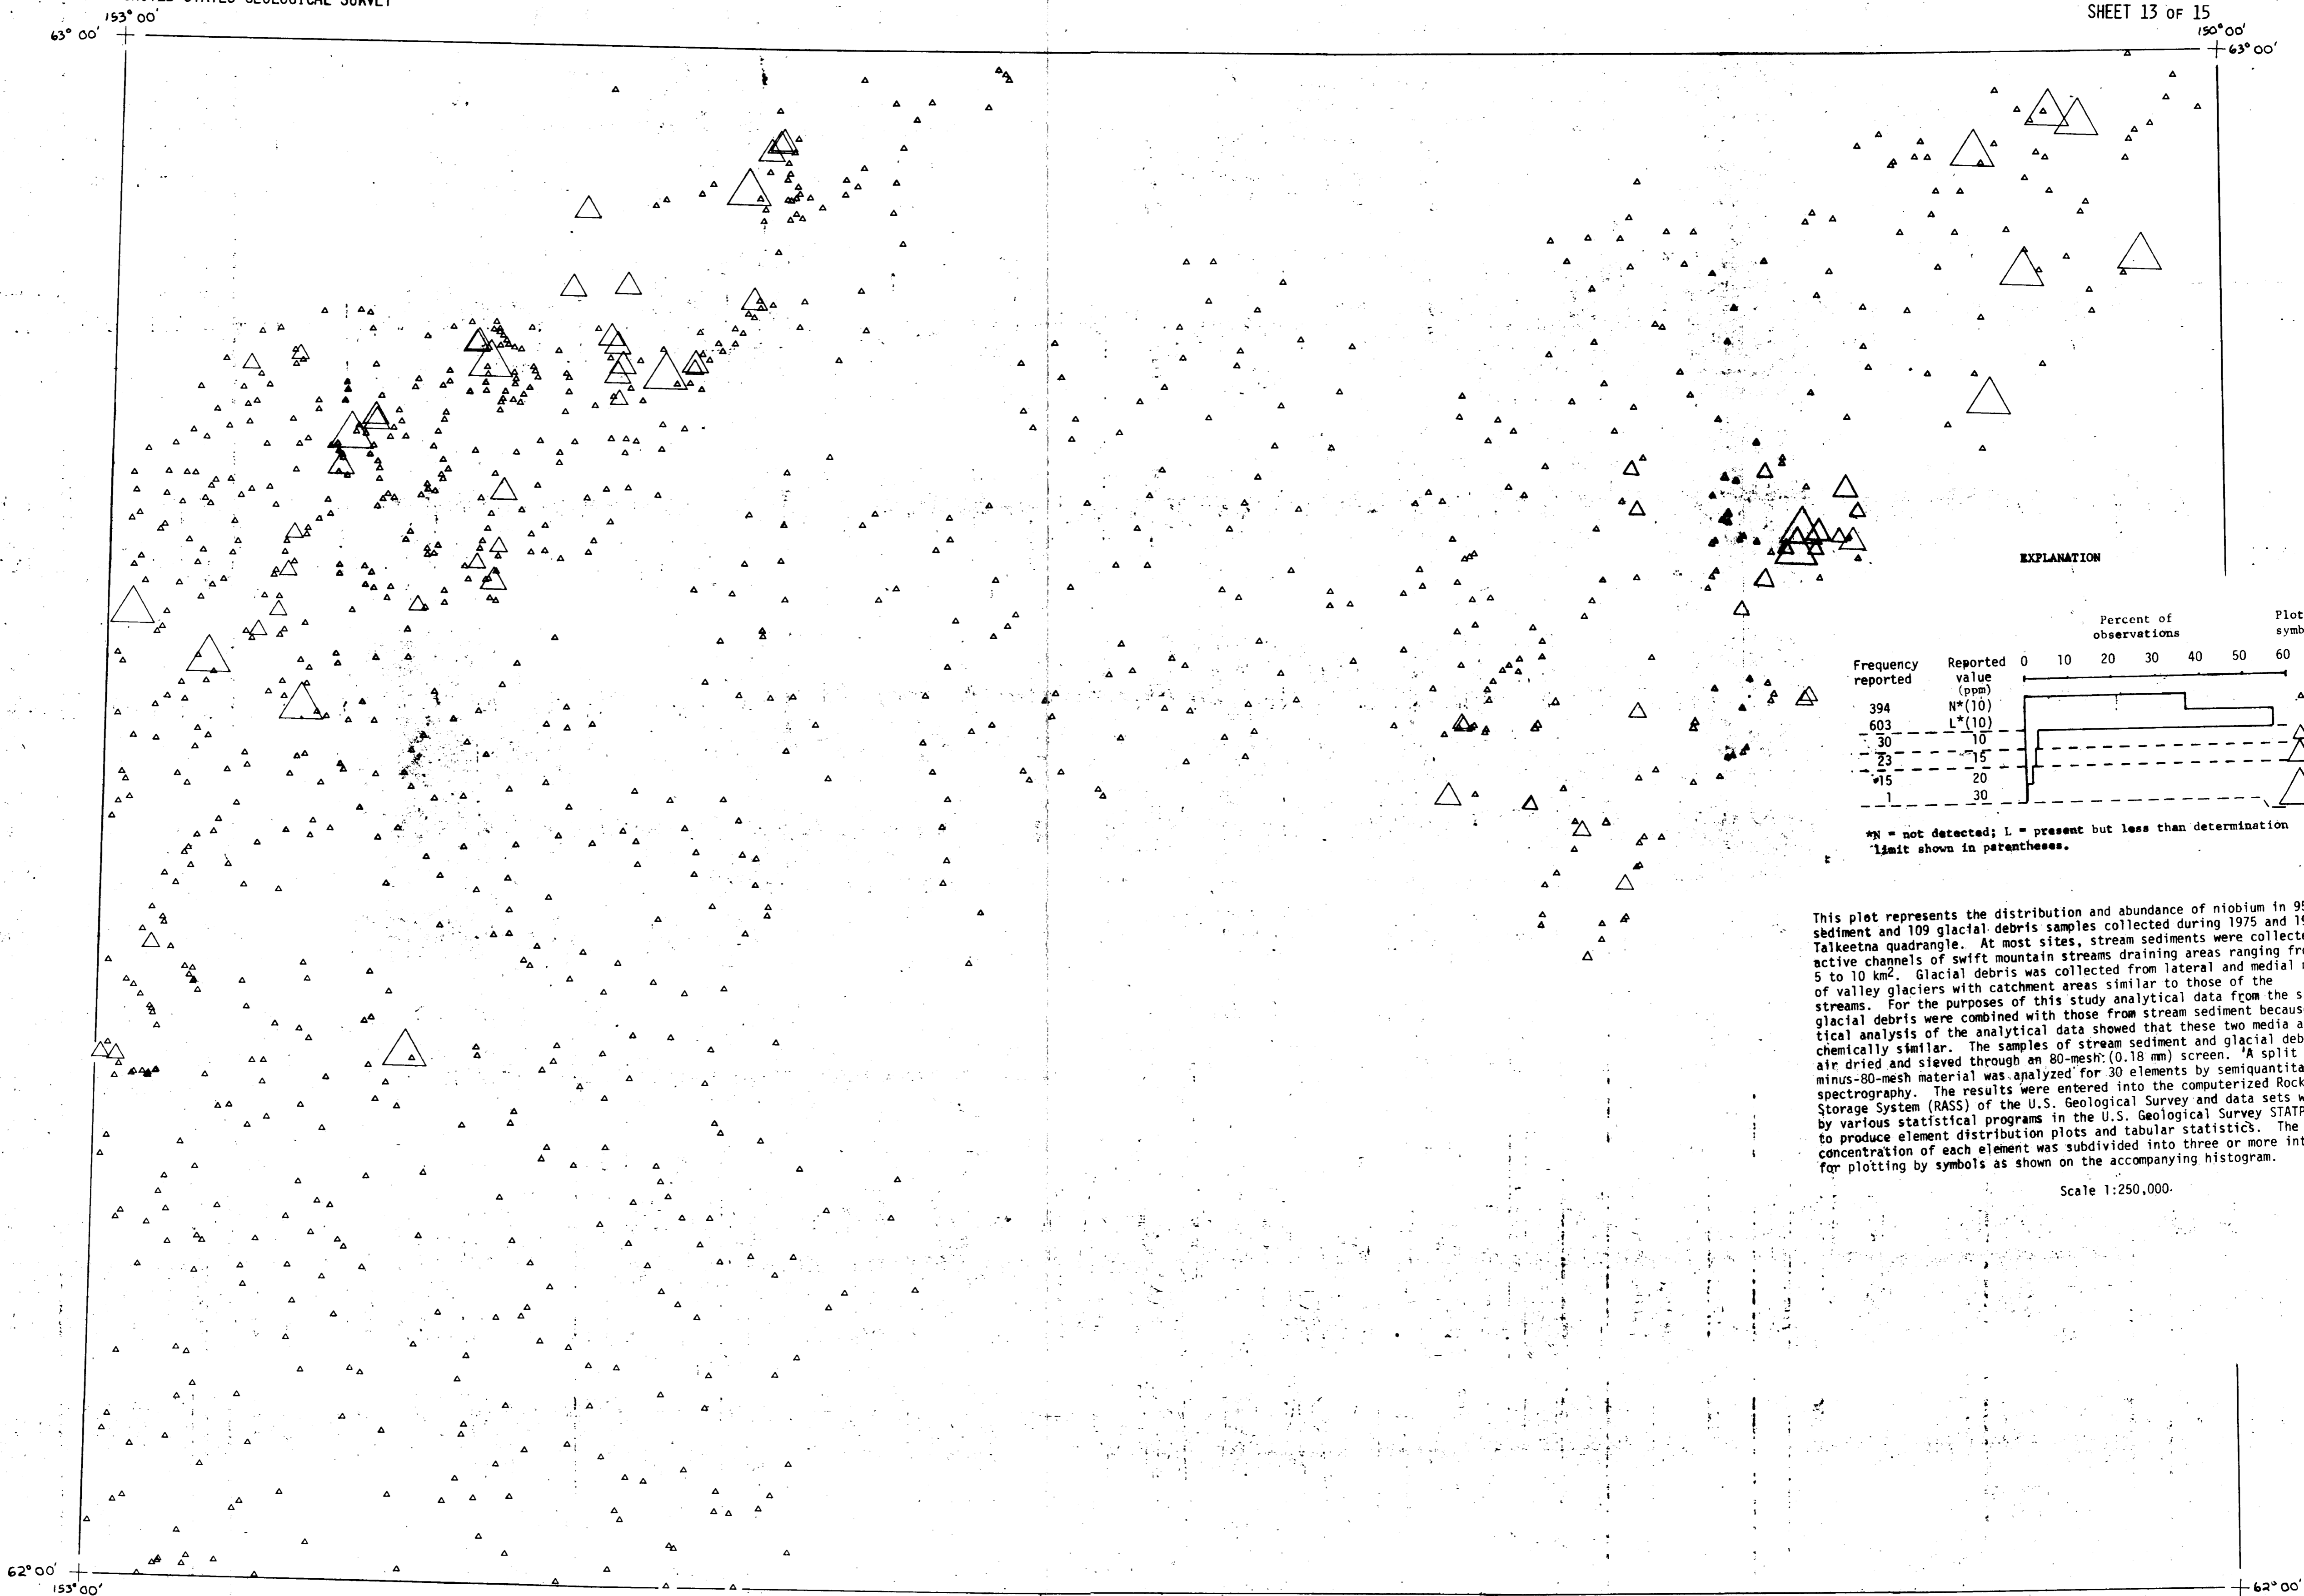 SHEET 13 OF 15
153° 00'
63° 00'
150° 00'
63° 00'
EXPLANATION
Percent of
observations
Frequency
reported
Reported
value
(ppm)
0 10 20 30 40 50 60
394 N*(10)
603 L*(10)
30 10
23 15
15 20
1 30
*N = not detected; L = present but less than determination
limit shown in parentheses.
This plot represents the distribution and abundance of niobium in
sediment and 109 glacial debris samples collected during 1975 and
Talkeetna quadrangle. At most sites, stream sediments were
active channels of swift mountain streams draining areas ranging
5 to 10 km². Glacial debris was collected from lateral and medial
of valley glaciers with catchment areas similar to those of the
streams. For the purposes of this study analytical data from the
glacial debris were combined with those from stream sediment
tical analysis of the analytical data showed that these two media
chemically similar. The samples of stream sediment and glacial
air dried and sieved through an 80-mesh (0.18 mm) screen. A split
minus-80-mesh material was analyzed for 30 elements by
spectrography. The results were entered into the computerized Rock
Storage System (RASS) of the U.S. Geological Survey and data sets
by various statistical programs in the U.S. Geological Survey
to produce element distribution plots and tabular statistics. The
concentration of each element was subdivided into three or more
for plotting by symbols as shown on the accompanying histogram.
Scale 1:250,000.
62° 00'
153° 00'
62° 00'